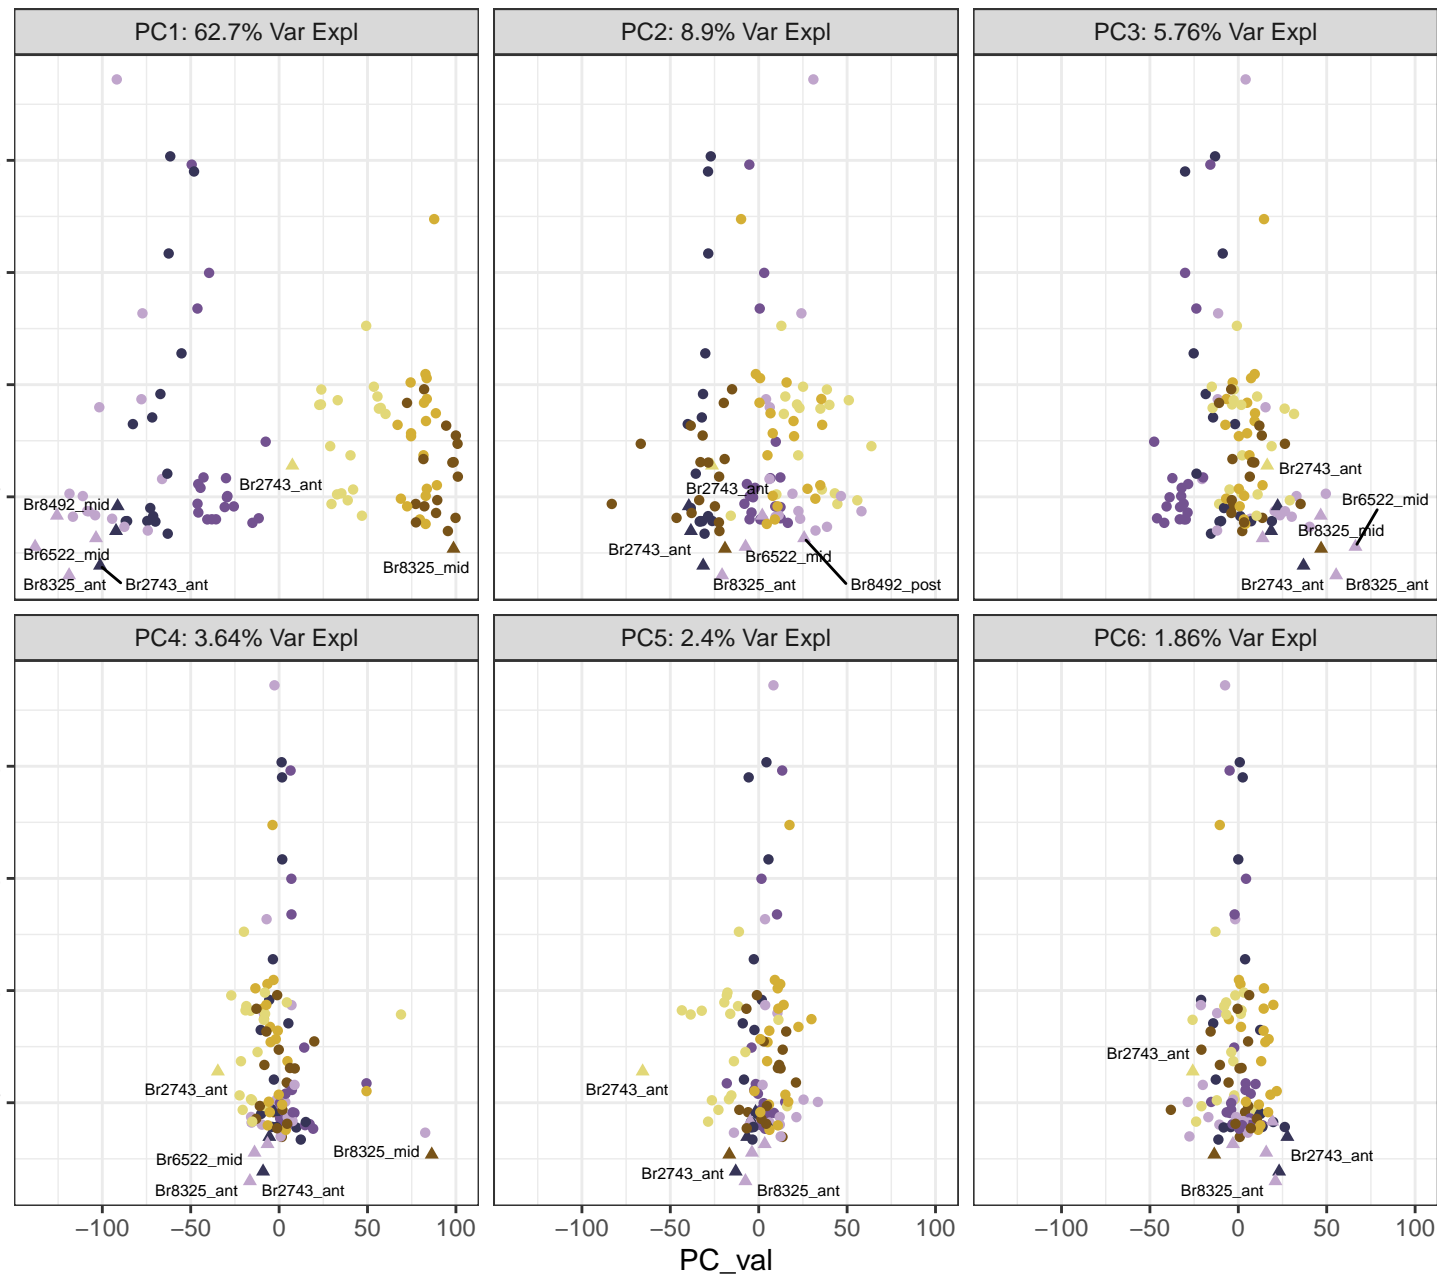 PC1: 62.7% Var Expl
PC2: 8.9% Var Expl
PC3: 5.76% Var Expl
Br2743_ant
Br8492_mid
Br6522_mid
Br8325_ant
Br2743_ant
Br8325_mid
Br2743_ant
Br2743_ant
Br6522_mid
Br8325_ant
Br8492_post
Br2743_ant
Br6522_mid
Br8325_mid
Br2743_ant
Br8325_ant
PC4: 3.64% Var Expl
PC5: 2.4% Var Expl
PC6: 1.86% Var Expl
Br2743_ant
Br6522_mid
Br8325_mid
Br8325_ant
Br2743_ant
Br2743_ant
Br2743_ant
Br8325_ant
Br2743_ant
Br2743_ant
Br8325_ant
−100 −50 0 50 100
−100 −50 0 50 100
−100 −50 0 50 100
PC_val